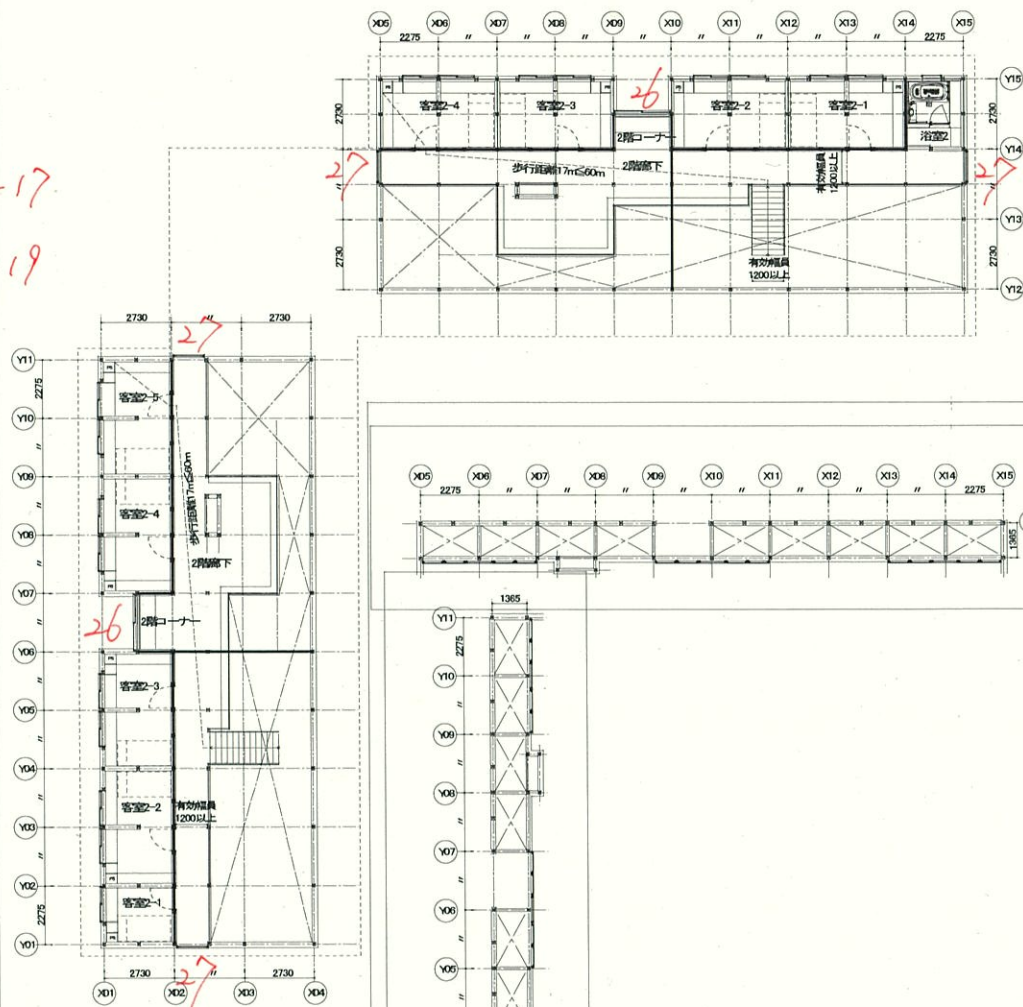 X05 X06 X07 X08 X09 X10 X11 X12 X13 X14 X15
2275 〃 〃 〃 〃 〃 〃 〃 〃 2275
Y15
客室2-4 客室2-3 26 客室2-2 客室2-1
2730 2階コーナー 浴室2 2730
Y14
27 歩行距離17m≦60m 2階廊下 有効幅員 27
1200以上
〃 〃
Y13
2730 有効幅員 2730
1200以上
Y12
-17
19
2730 〃 2730
27
Y11
2275 客室2-5
Y10
〃
Y09
〃 客室2-4 歩行距離17m≦60m
Y08
〃 2階廊下
Y07
26 〃 2階コーナー
Y06
〃 客室2-3
Y05
〃
Y04
〃 客室2-2 有効幅員
1200以上
Y03
〃
Y02
2275 客室2-1
Y01
2730 〃 2730
27
X01 X02 X03 X04
X05 X06 X07 X08 X09 X10 X11 X12 X13 X14 X15
2275 〃 〃 〃 〃 〃 〃 〃 〃 2275
1365
1365
Y11
2275
Y10
〃
Y09
〃
Y08
〃
Y07
〃
Y06
〃
Y05
〃